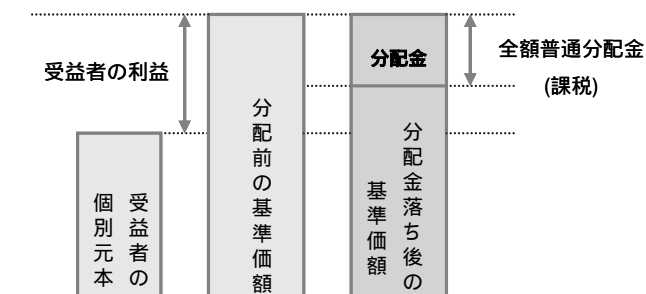 受益者の利益
受益者の
個別元本
分配前の基準価額
分配金
分配金落ち後の
基準価額
全額普通分配金
(課税)